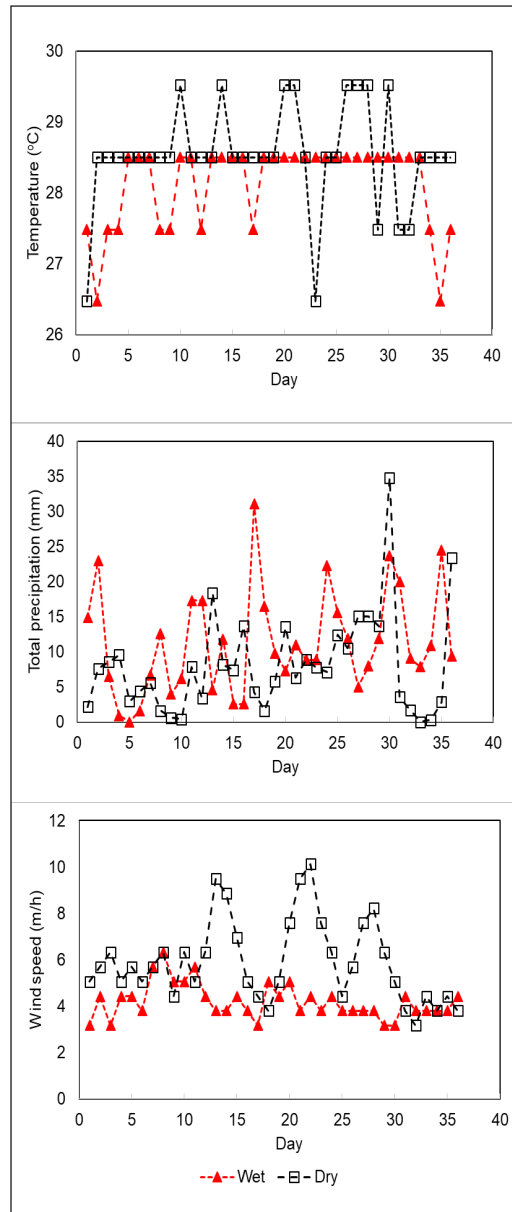 30
29
28
27
26
Temperature (°C)
0 5 10 15 20 25 30 35 40
Day
40
35
30
25
20
15
10
5
0
Total precipitation (mm)
0 5 10 15 20 25 30 35 40
Day
12
10
8
6
4
2
0
Wind speed (m/h)
0 5 10 15 20 25 30 35 40
Day
Wet Dry